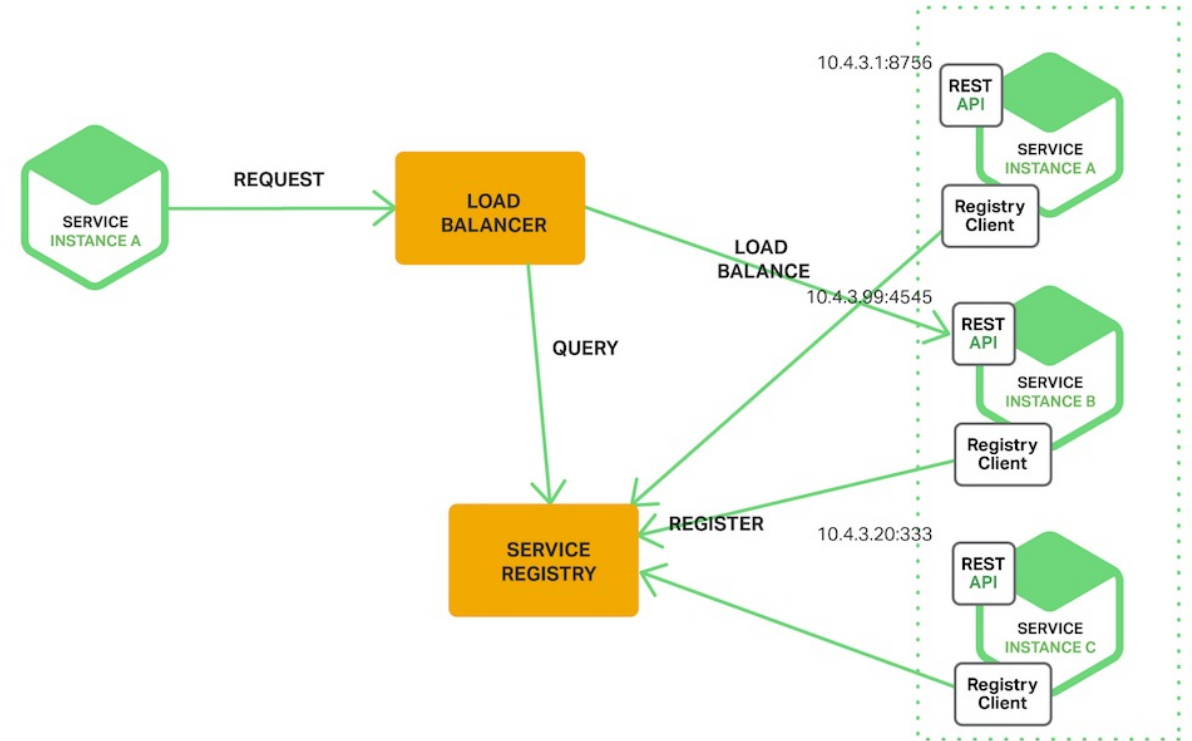 SERVICE
INSTANCE A
REQUEST
LOAD
BALANCER
LOAD
BALANCE
QUERY
SERVICE
REGISTRY
REGISTER
10.4.3.1:8756
REST
API
SERVICE
INSTANCE A
Registry
Client
10.4.3.99:4545
REST
API
SERVICE
INSTANCE B
Registry
Client
10.4.3.20:333
REST
API
SERVICE
INSTANCE C
Registry
Client